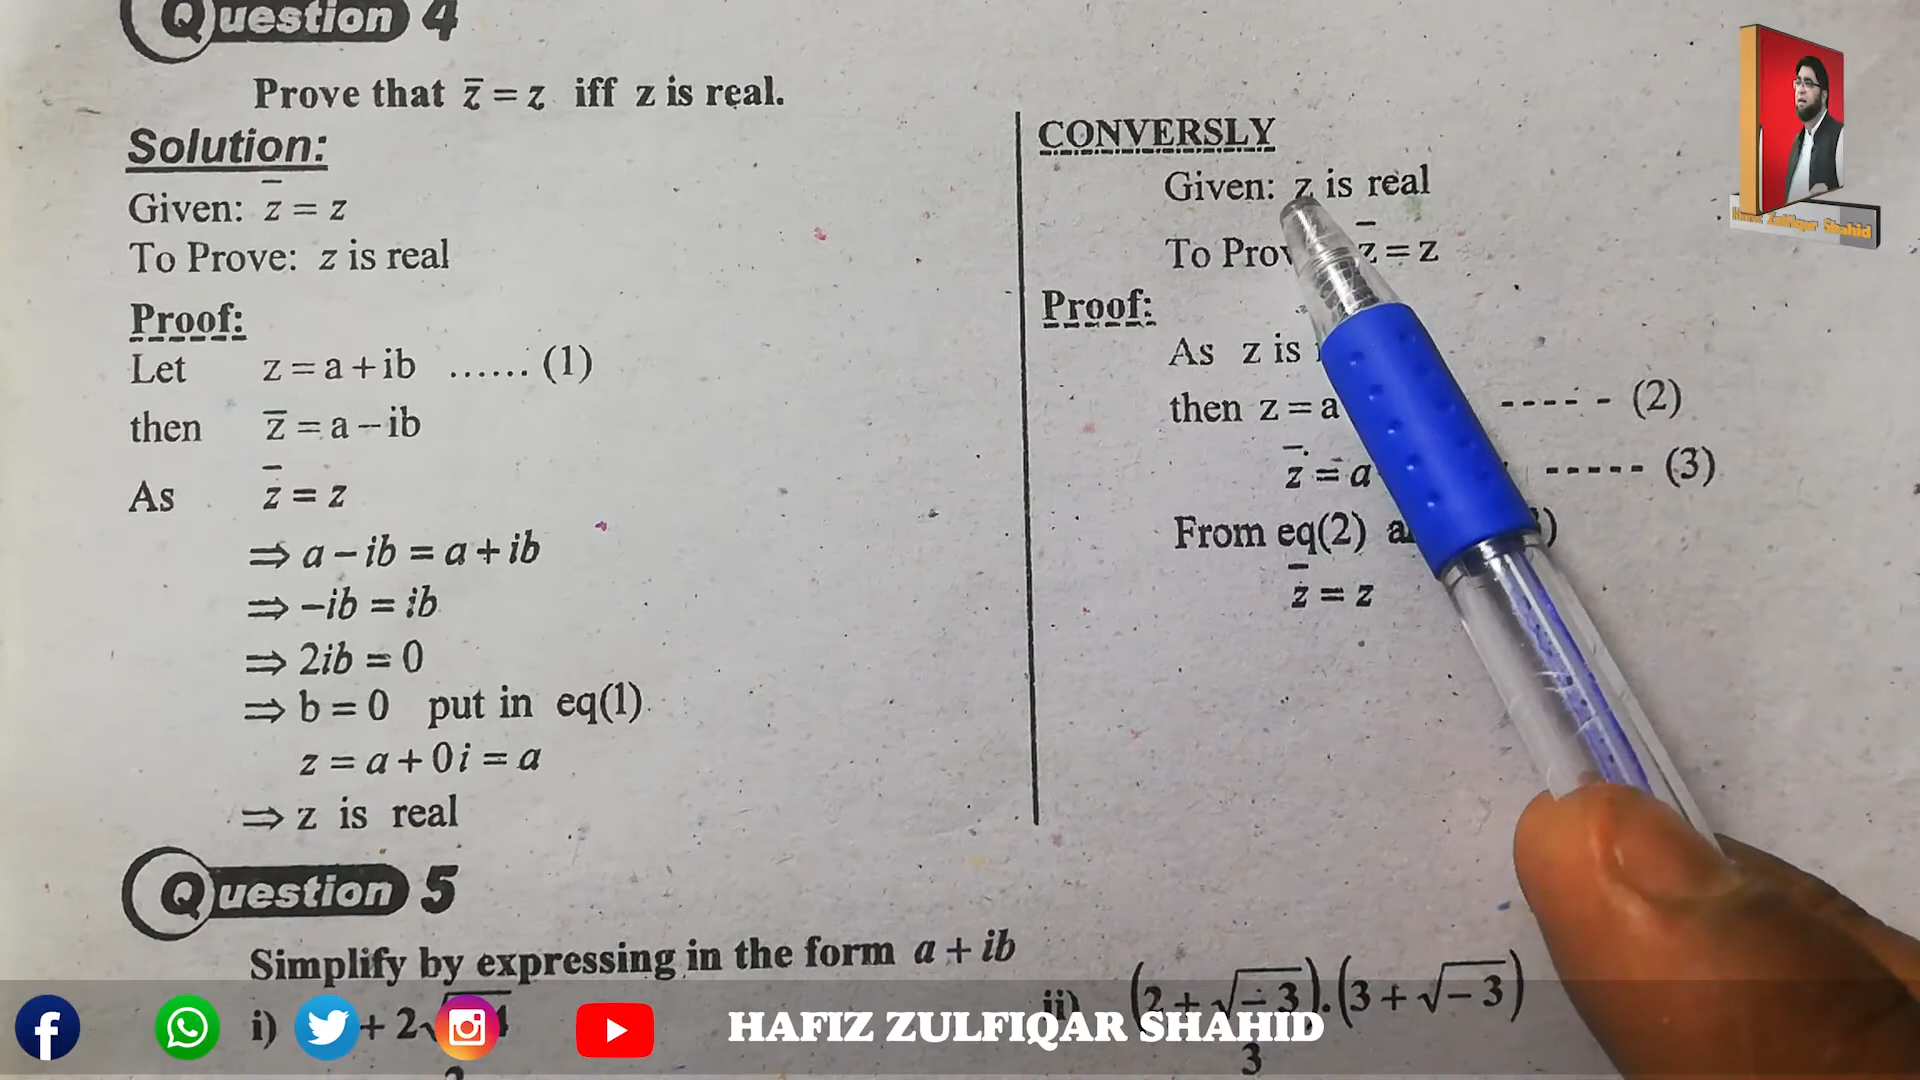 Question 4
Prove that z̅ = z iff z is real.
Solution:
Given: z̅ = z
To Prove: z is real
Proof:
Let z = a + ib ...... (1)
then z̅ = a – ib
As z̅ = z
⇒ a – ib = a + ib
⇒ –ib = ib
⇒ 2ib = 0
⇒ b = 0 put in eq(1)
z = a + 0i = a
⇒ z is real
CONVERSLY
Given: z is real
To Prov z̅ = z
Proof:
As z is
then z = a ----- (2)
z̅ = a ----- (3)
From eq(2) a )
z̅ = z
Question 5
Simplify by expressing in the form a + ib
i) + 2√
ii) (2 + √–3).(3 + √–3)
3
HAFIZ ZULFIQAR SHAHID
Zulfiqar Shahid